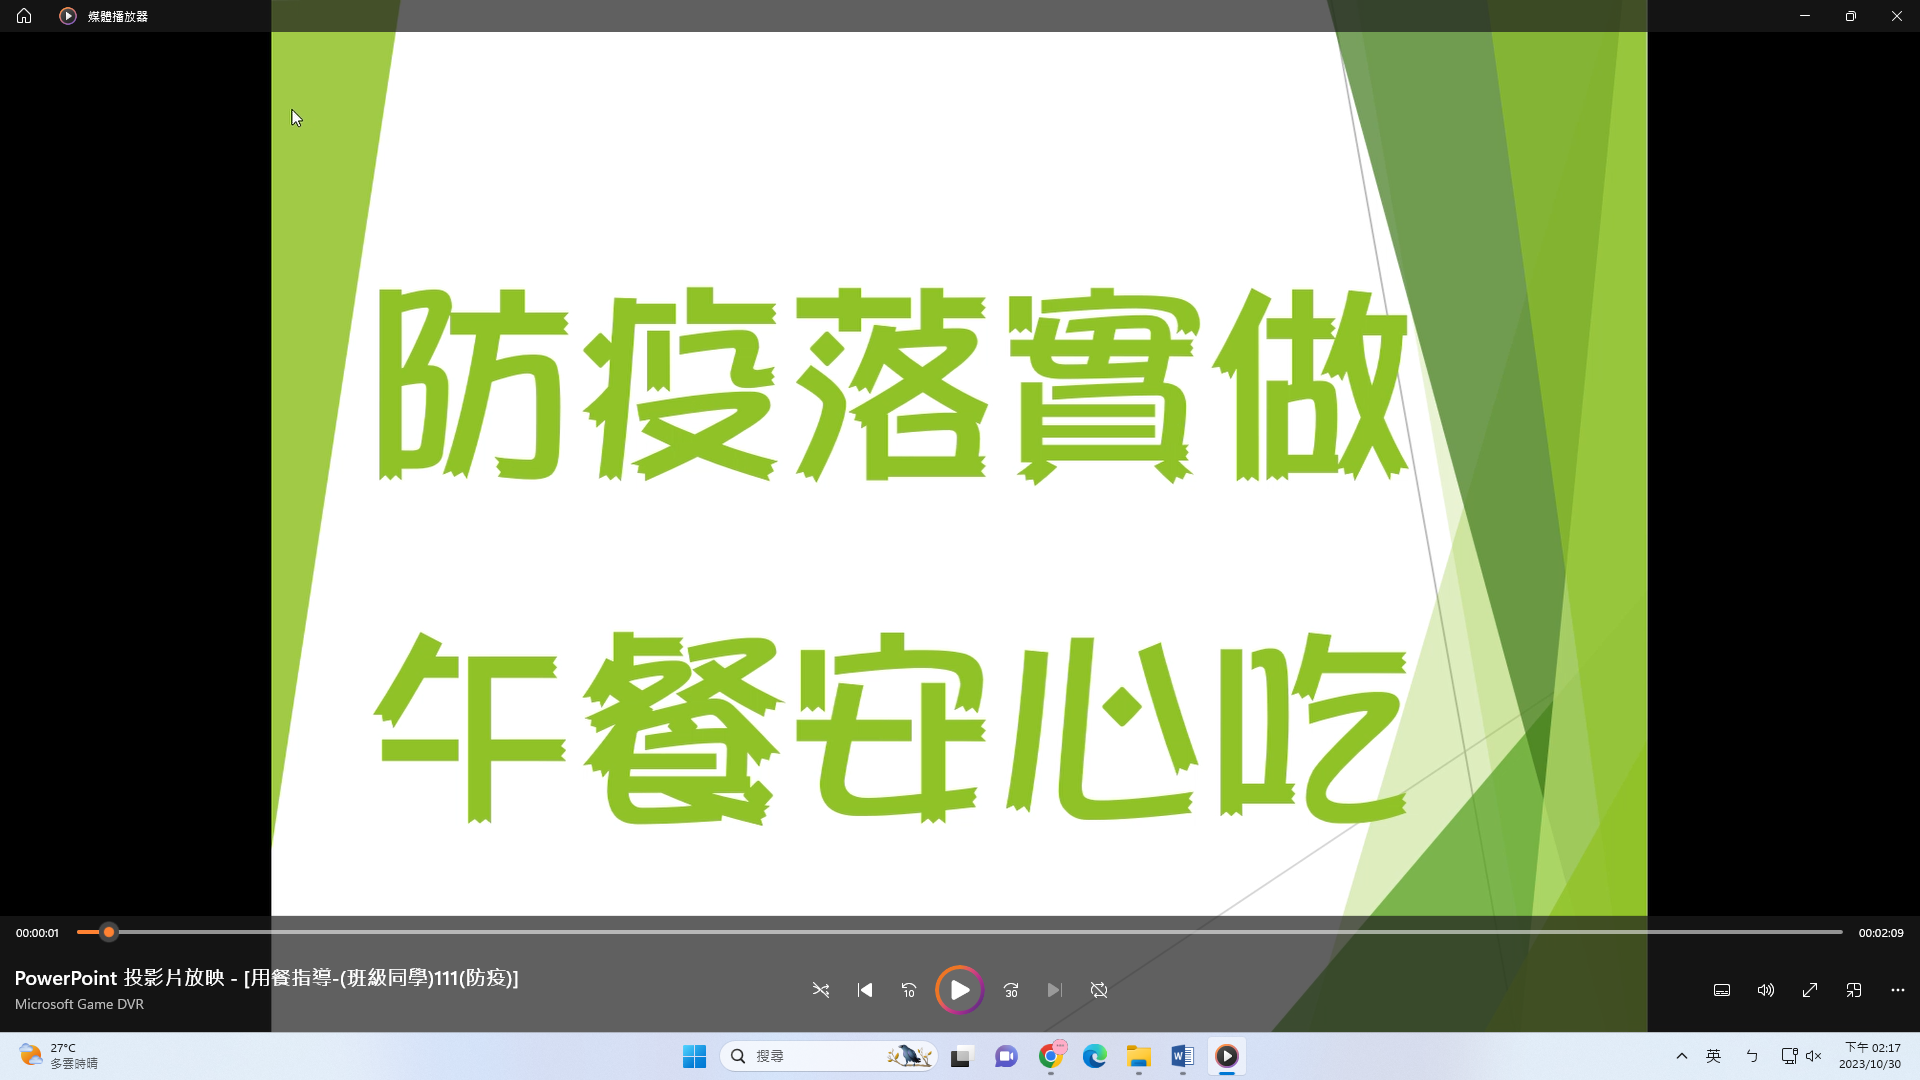 媒體播放器
防疫落實做
午餐安心吃
00:00:01
00:02:09
PowerPoint 投影片放映 - [用餐指導-(班級同學)111(防疫)]
Microsoft Game DVR
10
30
27°C
多雲時晴
搜尋
英
ㄅ
下午 02:17
2023/10/30